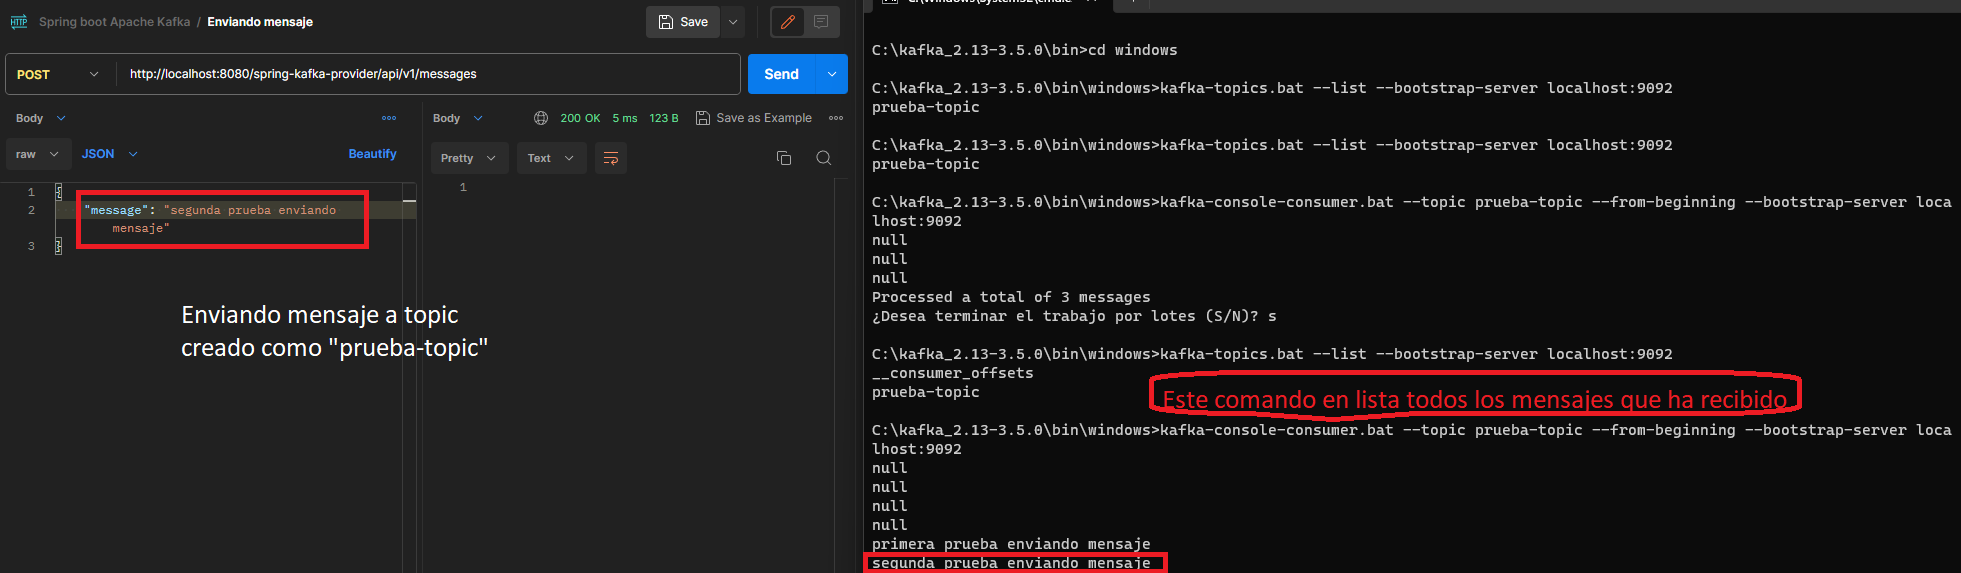 HTTP Spring boot Apache Kafka / Enviando mensaje
Save
POST http://localhost:8080/spring-kafka-provider/api/v1/messages
Send
Body
raw JSON Beautify
1 {
2 "message": "segunda prueba enviando
mensaje"
3 }
Enviando mensaje a topic
creado como "prueba-topic"
Body 200 OK 5 ms 123 B Save as Example
Pretty Text
1
C:\kafka_2.13-3.5.0\bin>cd windows
C:\kafka_2.13-3.5.0\bin\windows>kafka-topics.bat --list --bootstrap-server localhost:9092
prueba-topic
C:\kafka_2.13-3.5.0\bin\windows>kafka-topics.bat --list --bootstrap-server localhost:9092
prueba-topic
C:\kafka_2.13-3.5.0\bin\windows>kafka-console-consumer.bat --topic prueba-topic --from-beginning --bootstrap-server loca
lhost:9092
null
null
null
Processed a total of 3 messages
¿Desea terminar el trabajo por lotes (S/N)? s
C:\kafka_2.13-3.5.0\bin\windows>kafka-topics.bat --list --bootstrap-server localhost:9092
__consumer_offsets
prueba-topic
Este comando en lista todos los mensajes que ha recibido
C:\kafka_2.13-3.5.0\bin\windows>kafka-console-consumer.bat --topic prueba-topic --from-beginning --bootstrap-server loca
lhost:9092
null
null
null
null
primera prueba enviando mensaje
segunda prueba enviando mensaje